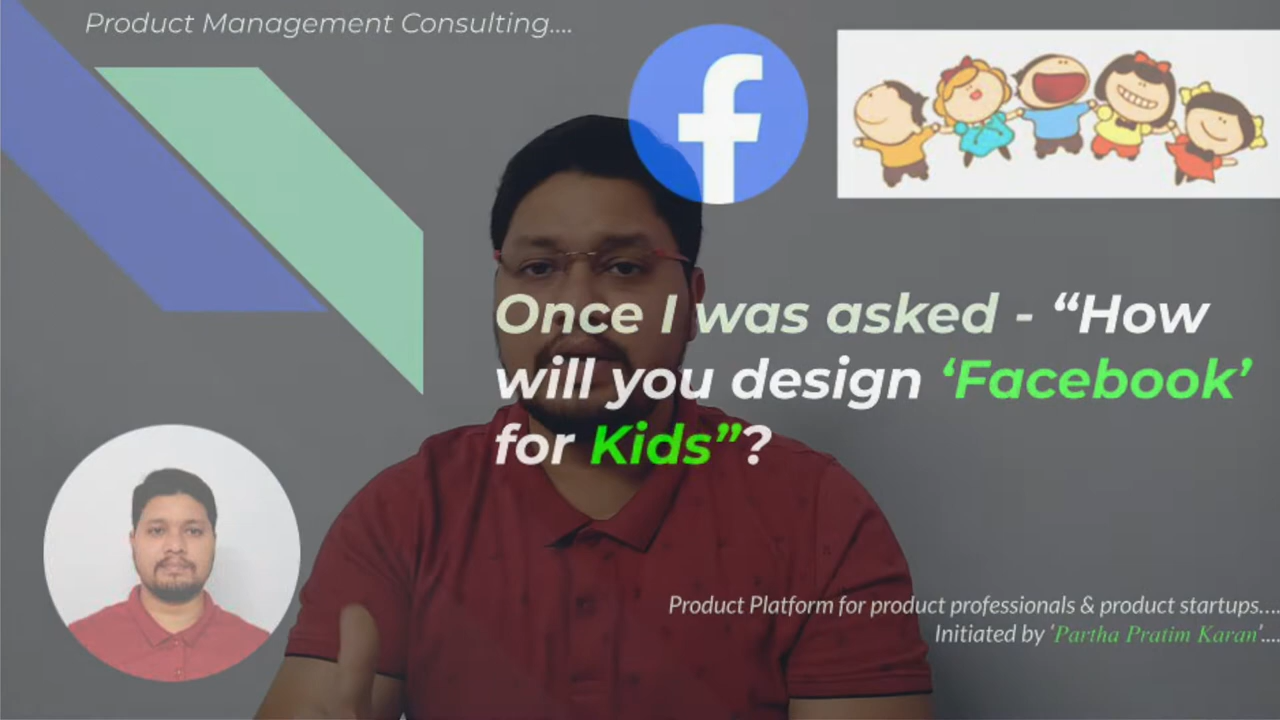 Product Management Consulting....
f
Once I was asked - “How
will you design ‘Facebook’
for Kids”?
Product Platform for product professionals & product startups....
Initiated by ‘Partha Pratim Karan’....